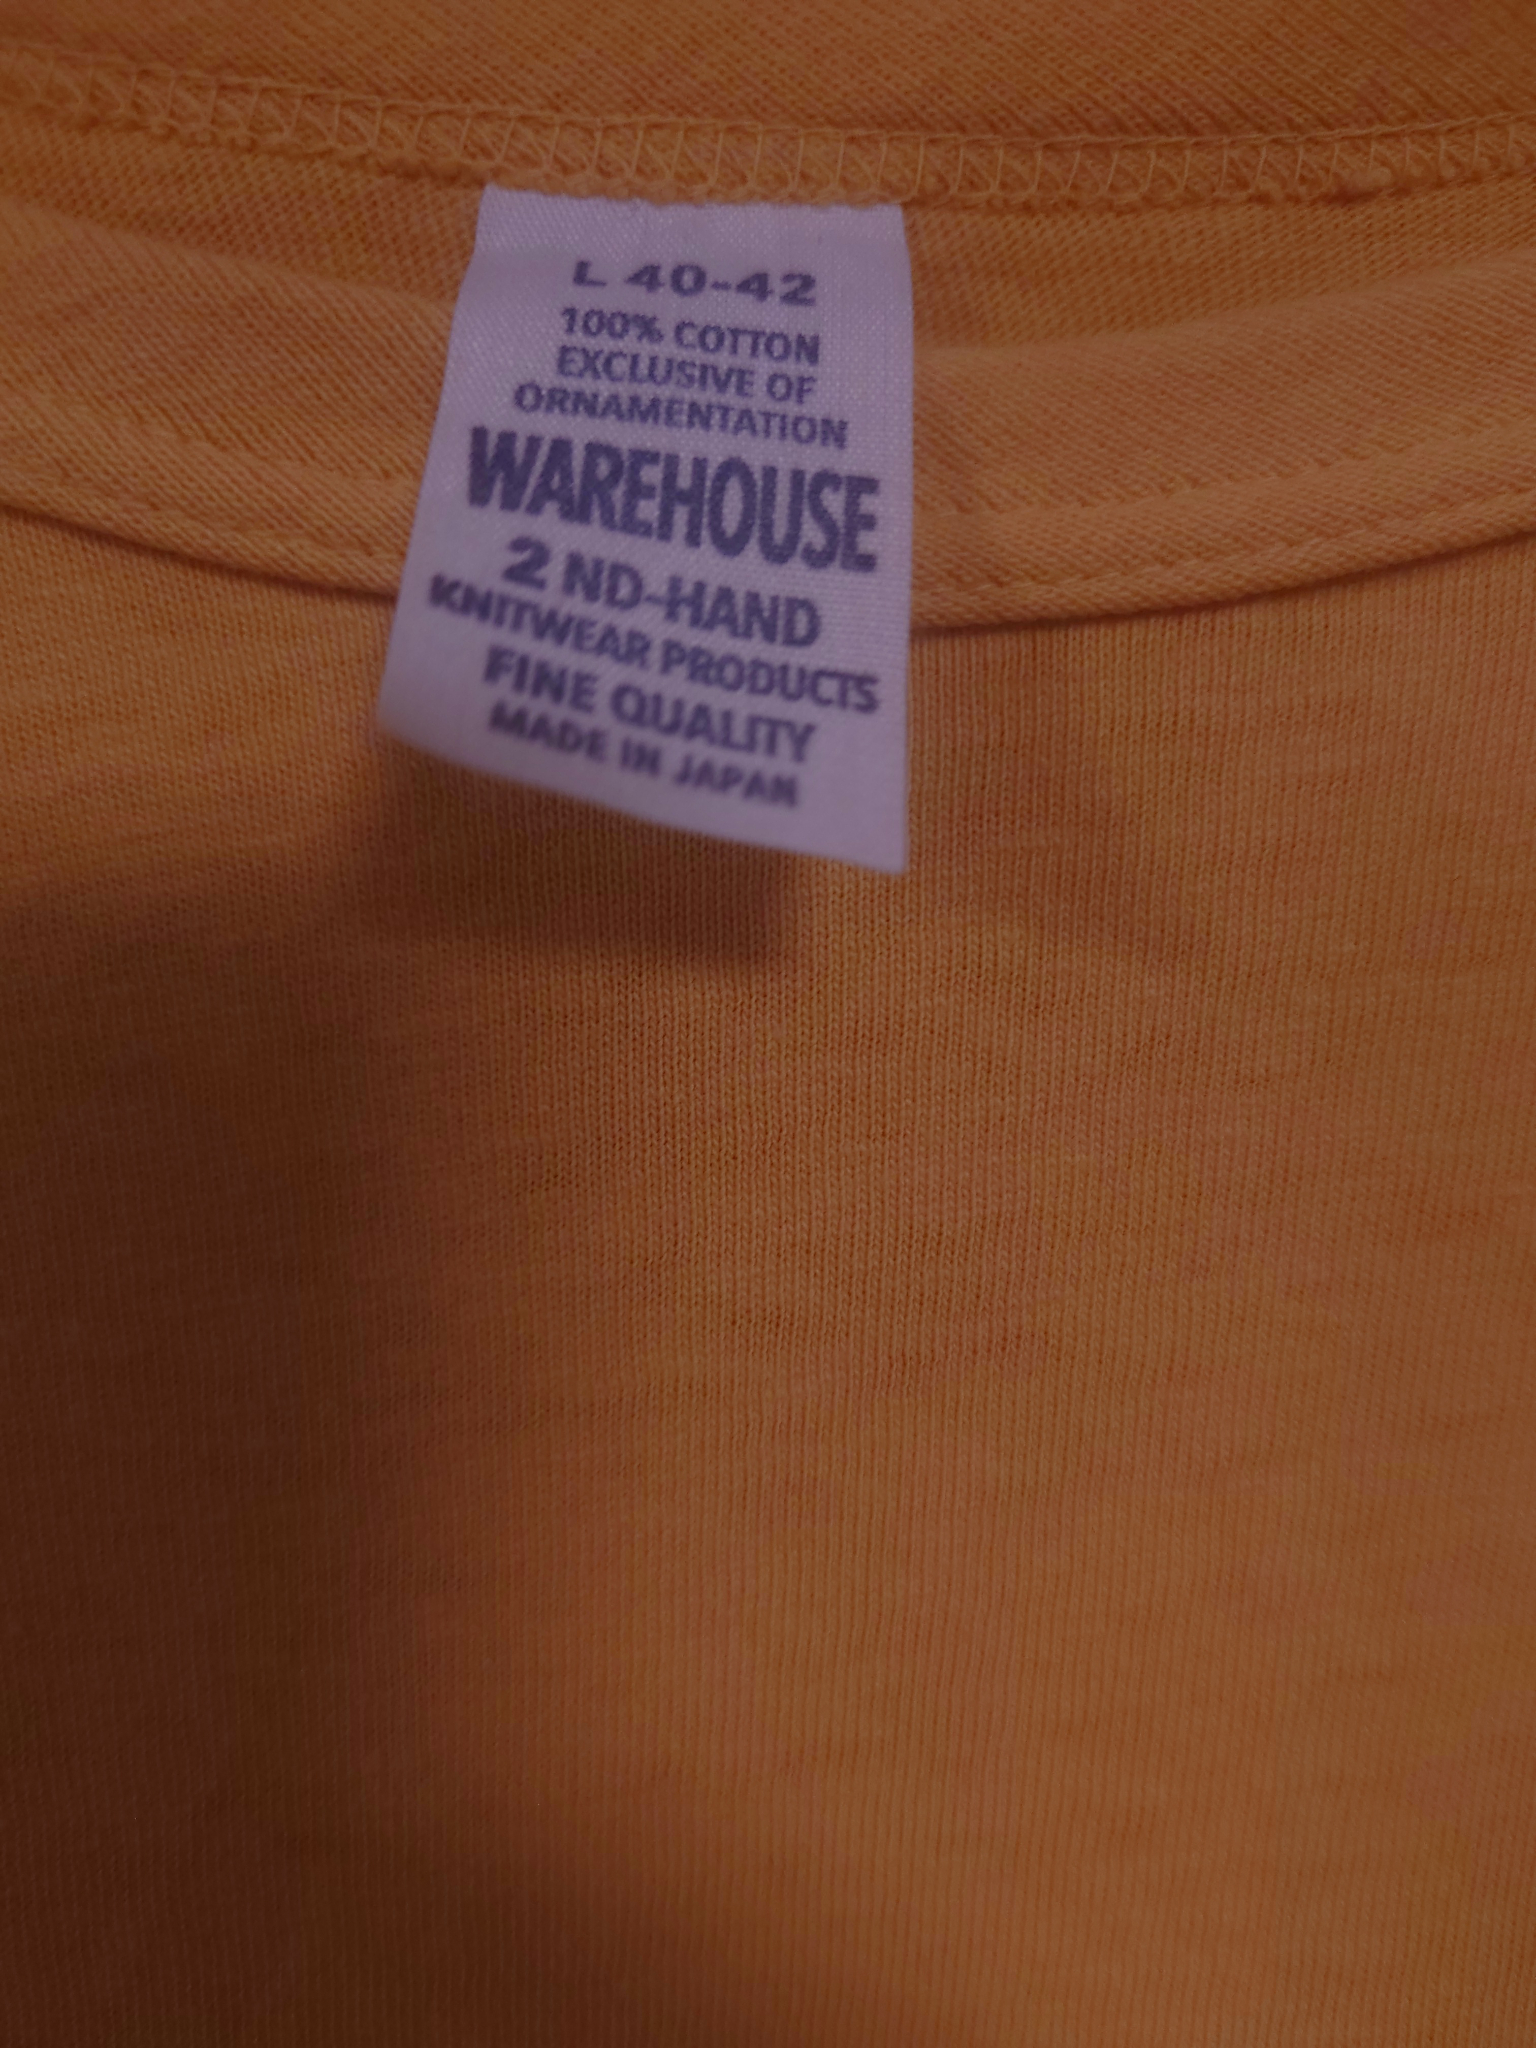 L 40-42
100% COTTON
EXCLUSIVE OF
ORNAMENTATION
WAREHOUSE
2 ND-HAND
KNITWEAR PRODUCTS
FINE QUALITY
MADE IN JAPAN